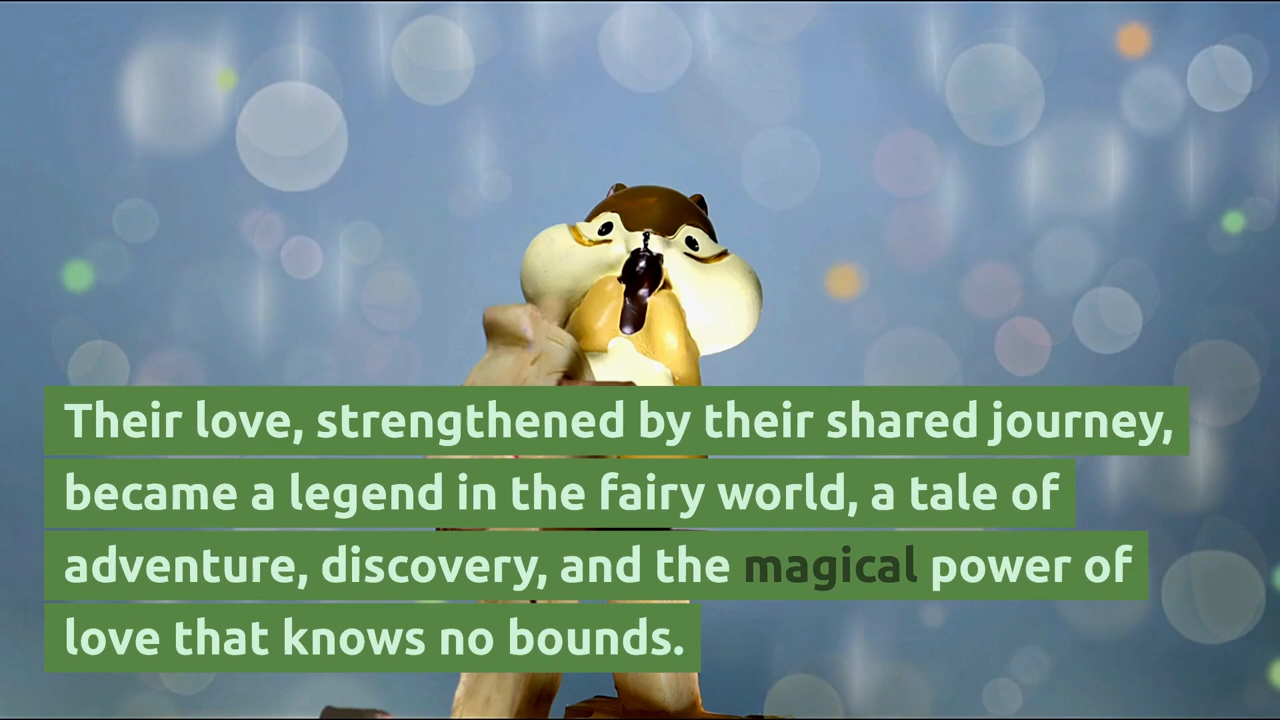 Their love, strengthened by their shared journey,
became a legend in the fairy world, a tale of
adventure, discovery, and the magical power of
love that knows no bounds.